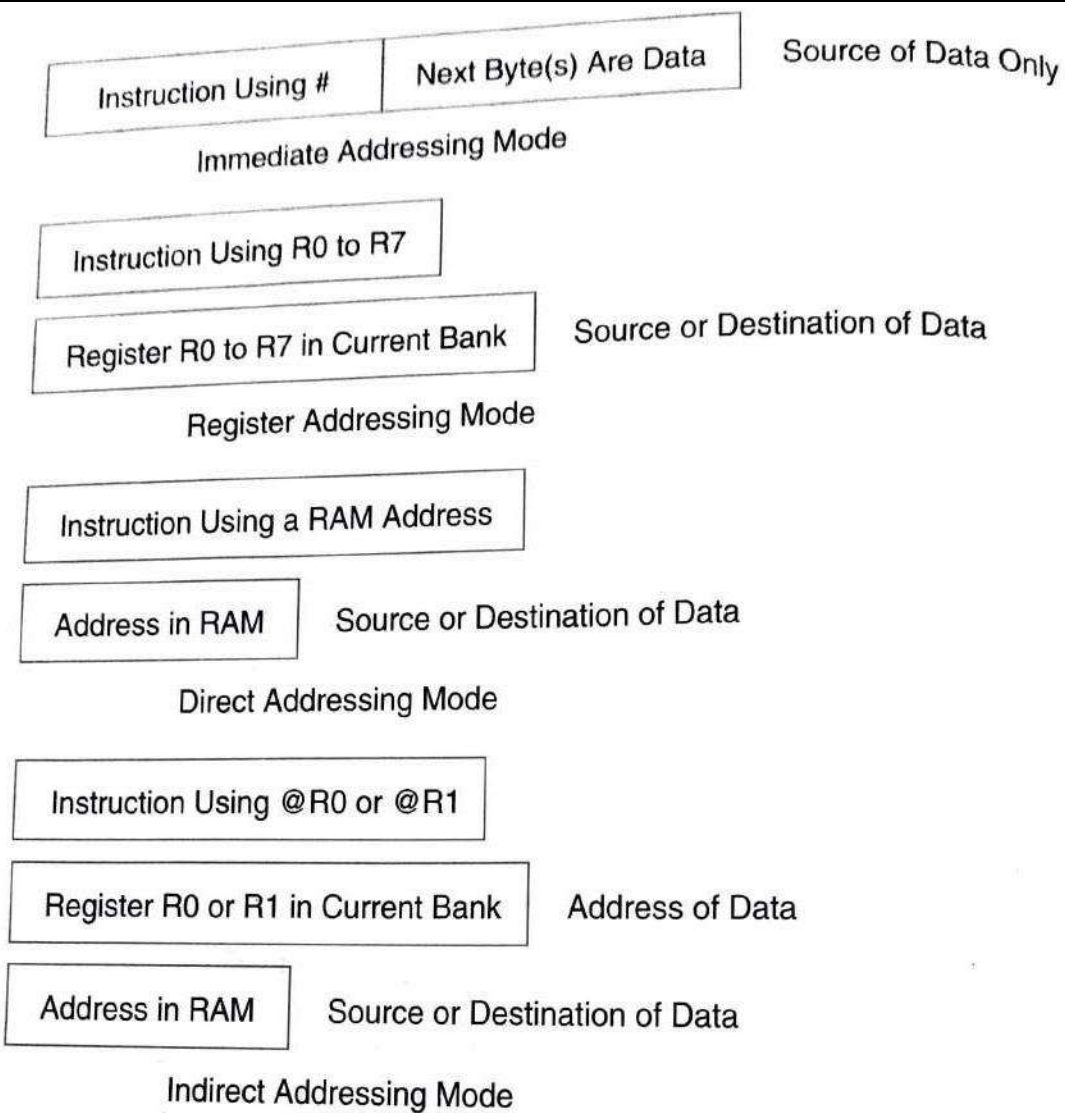 Instruction Using # Next Byte(s) Are Data Source of Data Only
Immediate Addressing Mode
Instruction Using R0 to R7
Register R0 to R7 in Current Bank Source or Destination of Data
Register Addressing Mode
Instruction Using a RAM Address
Address in RAM Source or Destination of Data
Direct Addressing Mode
Instruction Using @R0 or @R1
Register R0 or R1 in Current Bank Address of Data
Address in RAM Source or Destination of Data
Indirect Addressing Mode